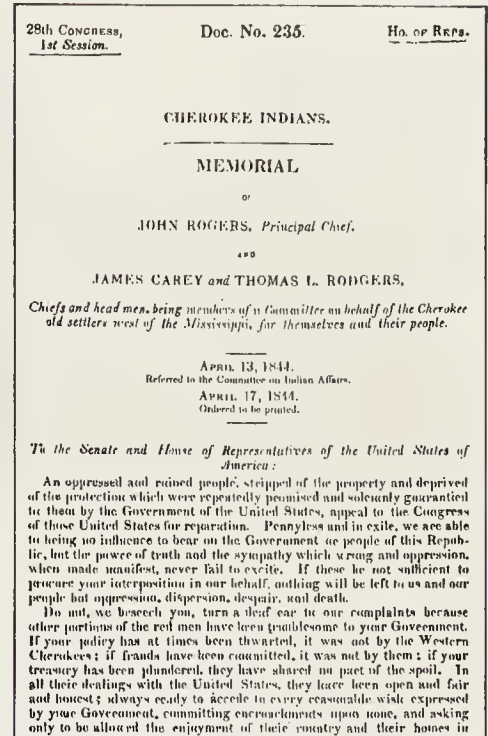 28th Congress, Doc. No. 235. Ho. of Reps.
1st Session.
CHEROKEE INDIANS.
MEMORIAL
OF
JOHN ROGERS, Principal Chief,
AND
JAMES CAREY and THOMAS L. RODGERS,
Chiefs and head men, being members of a Committee on behalf of the Cherokee
old settlers west of the Mississippi, for themselves and their people.
April 13, 1844.
Referred to the Committee on Indian Affairs.
April 17, 1844.
Ordered to be printed.
To the Senate and House of Representatives of the United States of
America:
An oppressed and ruined people, stripped of the property and deprived
of the protection which were repeatedly promised and solemnly guarantied
to them by the Government of the United States, appeal to the Congress
of those United States for reparation. Pennyless and in exile, we are able
to bring no influence to bear on the Government or people of this Repub-
lic, but the power of truth and the sympathy which wrong and oppression,
when made manifest, never fail to excite. If these be not sufficient to
procure your interposition in our behalf, nothing will be left to us and our
people but oppression, dispersion, despair, and death.
Do not, we beseech you, turn a deaf ear to our complaints because
other portions of the red men have been troublesome to your Government.
If your policy has at times been thwarted, it was not by the Western
Cherokees; if frauds have been committed, it was not by them; if your
treasury has been plundered, they have shared no part of the spoil. In
all their dealings with the United States, they have been open and fair
and honest; always ready to accede to every reasonable wish expressed
by your Government, committing encroachments upon none, and asking
only to be allowed the enjoyment of their country and their homes in